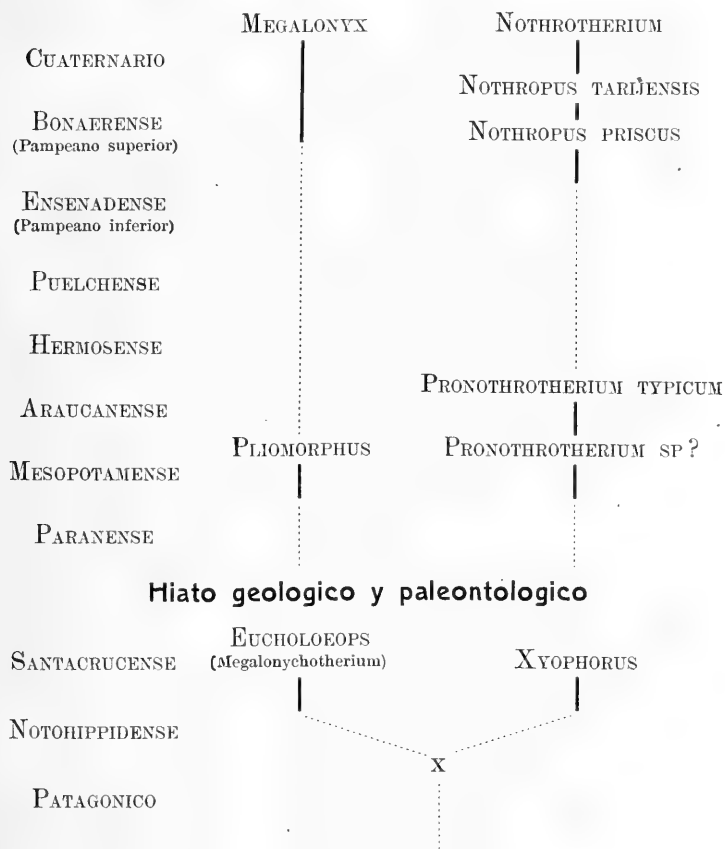 MEGALONYX NOTHROTHERIUM
CUATERNARIO
NOTHROPUS TARIJENSIS
BONAERENSE
(Pampeano superior)
NOTHROPUS PRISCUS
ENSENADENSE
(Pampeano inferior)
PUELCHENSE
HERMOSENSE
PRONOTHROTHERIUM TYPICUM
ARAUCANENSE
PLIOMORPHUS PRONOTHROTHERIUM SP?
MESOPOTAMENSE
PARANENSE
Hiato geologico y paleontologico
EUCHOLOEOPS
SANTACRUCENSE (Megalonychotherium) XYOPHORUS
NOTOHIPPIDENSE
X
PATAGONICO